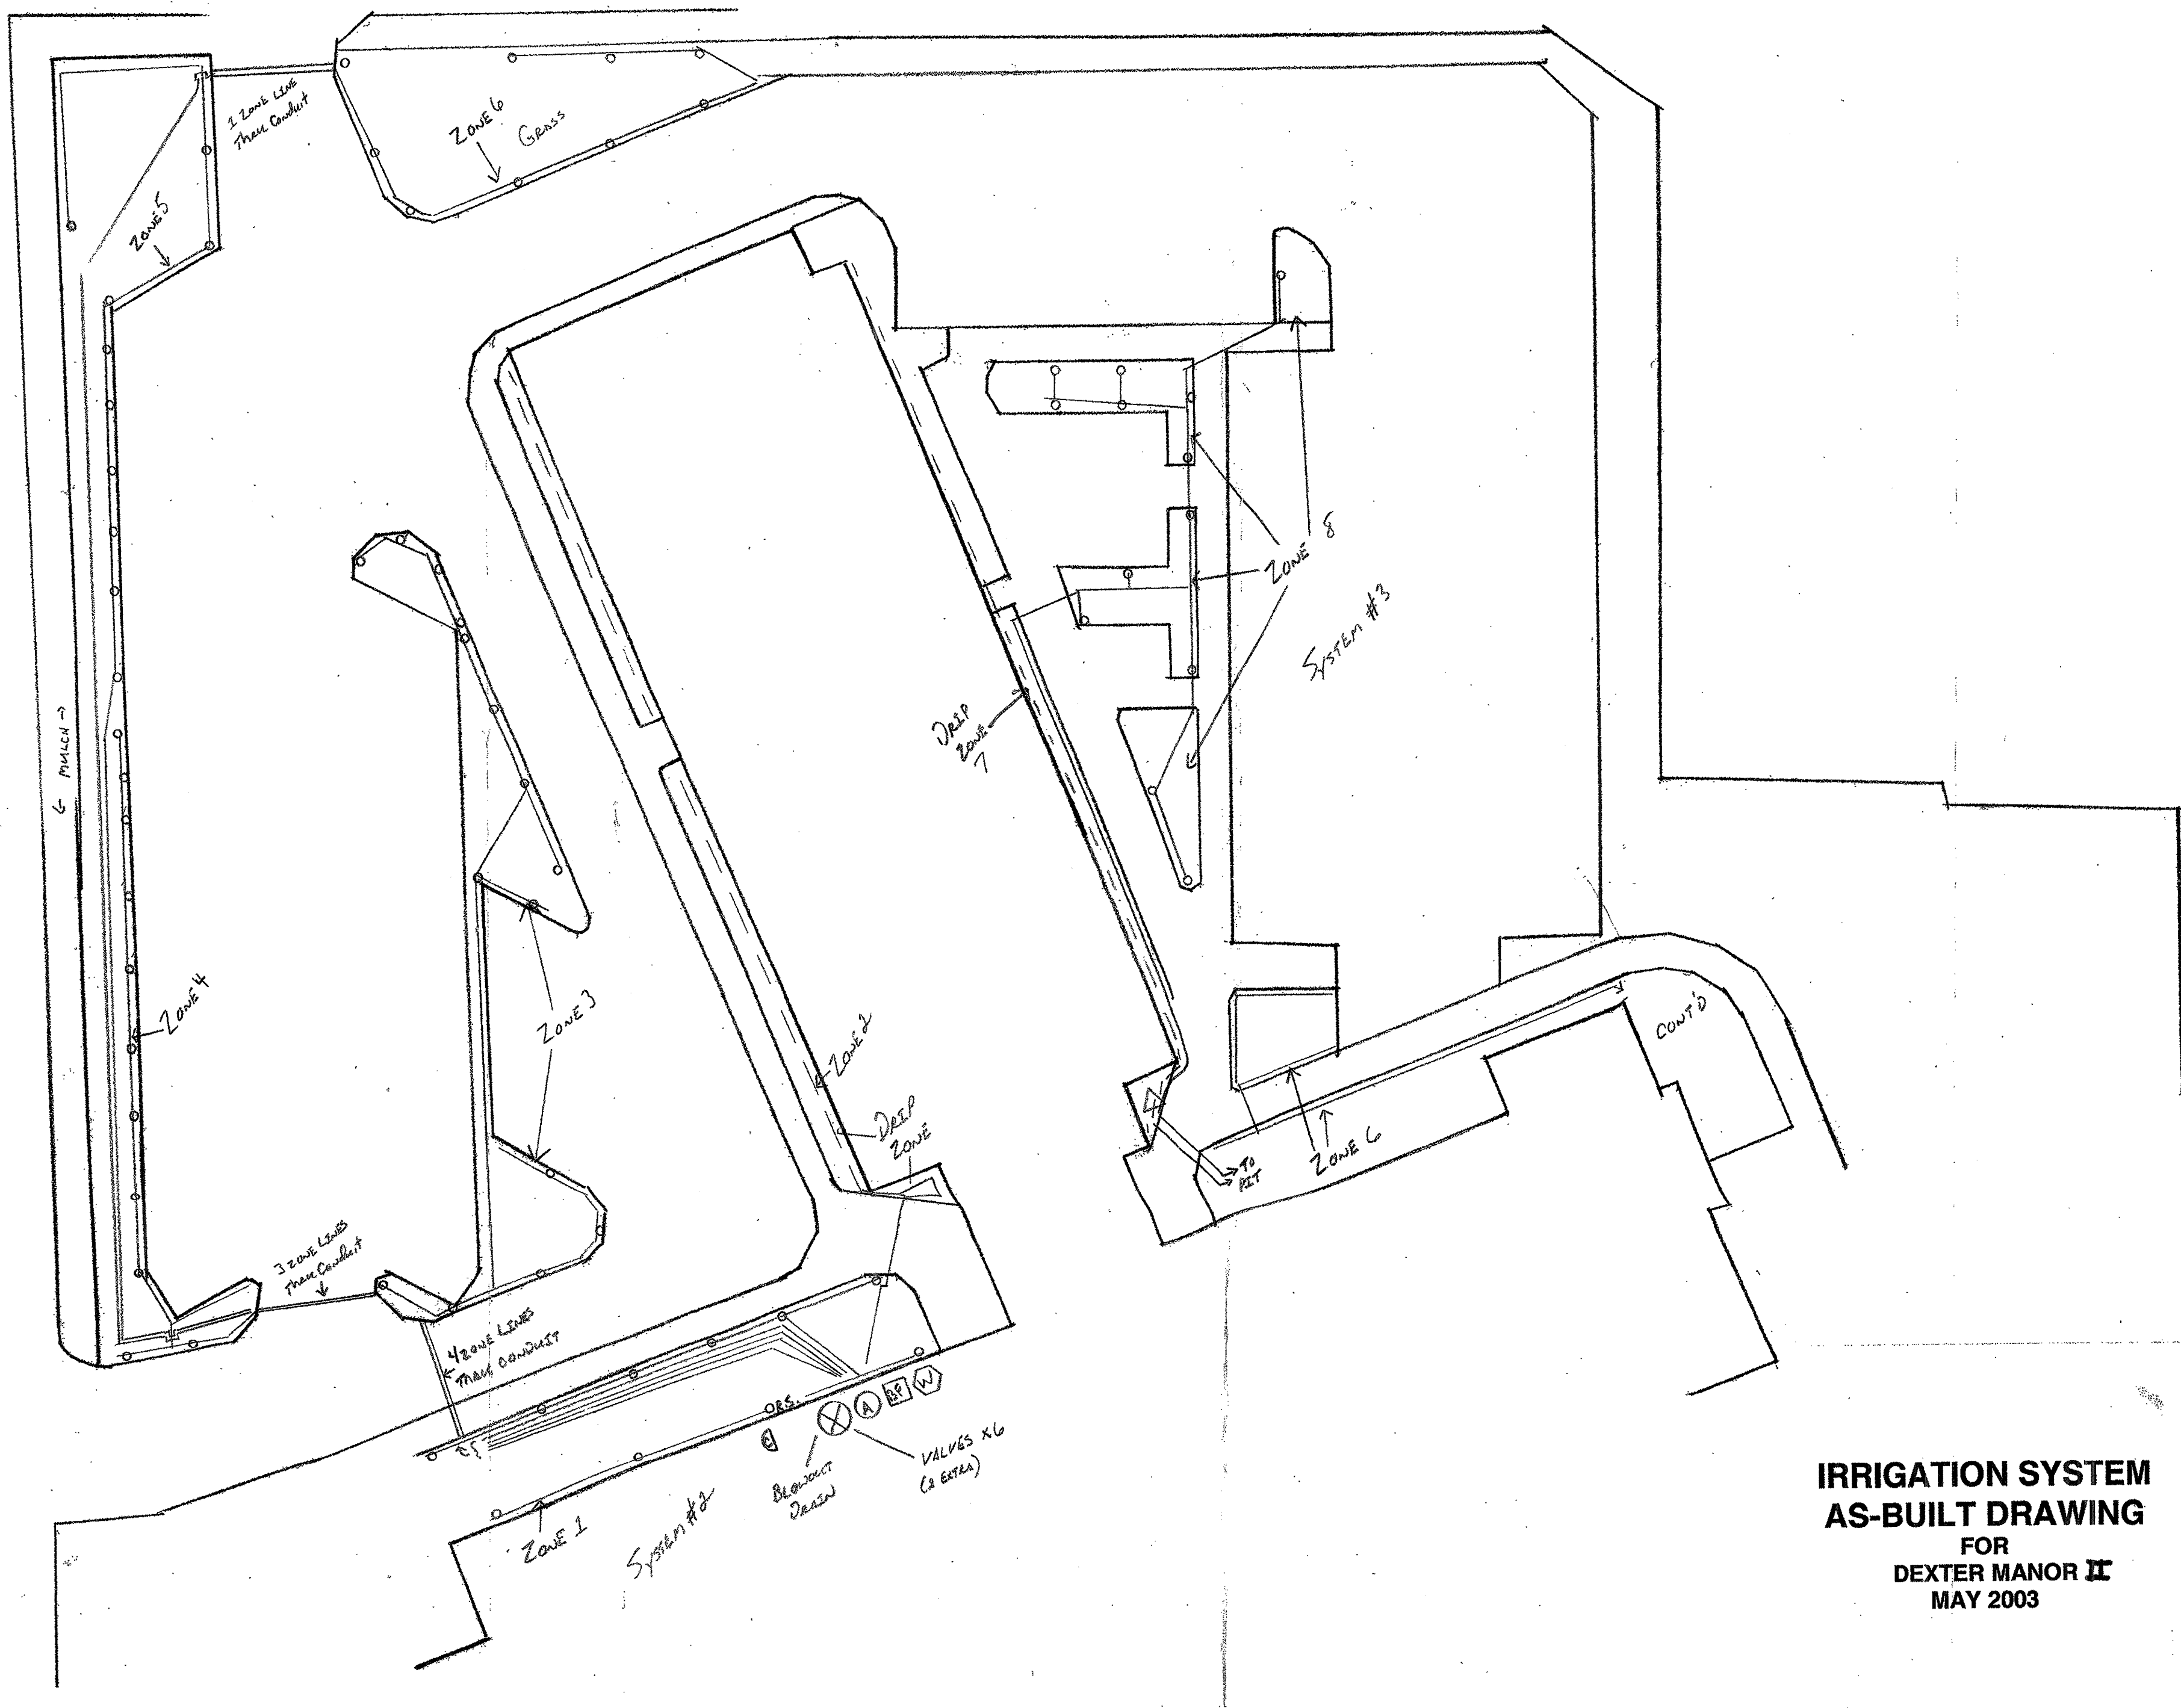 1 ZONE LINE
Thru Conduit
ZONE 6
GRASS
ZONE 5
ZONE 8
SYSTEM #3
DRIP
ZONE
7
← MULCH →
ZONE 4
ZONE 3
ZONE 2
DRIP
ZONE
CONT'D
TO
PIT
ZONE 6
3 ZONE LINES
Thru Conduit
4 ZONE LINES
THRU CONDUIT
R.S.
C
A
BF
W
VALVES X6
(2 EXTRA)
BLOWOUT
DRAIN
ZONE 1
SYSTEM #2
IRRIGATION SYSTEM
AS-BUILT DRAWING
FOR
DEXTER MANOR II
MAY 2003